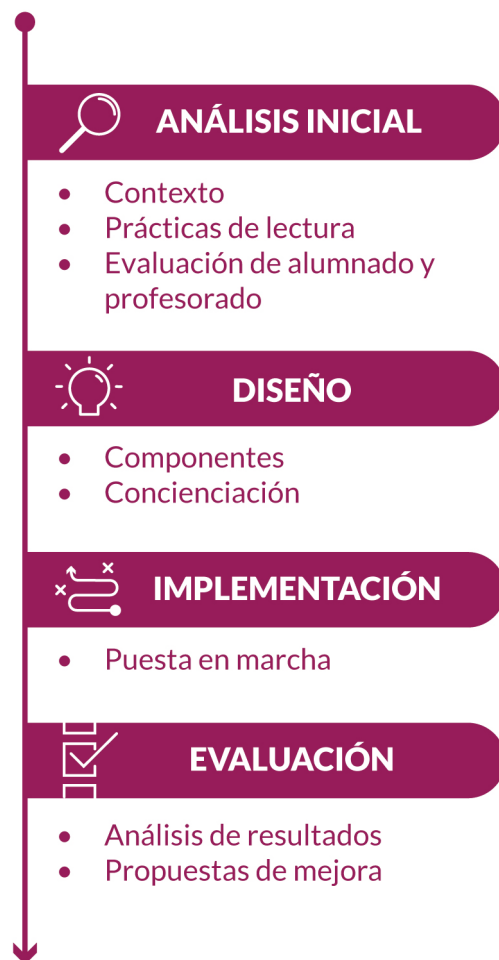 ANÁLISIS INICIAL
• Contexto
• Prácticas de lectura
• Evaluación de alumnado y
profesorado
DISEÑO
• Componentes
• Concienciación
IMPLEMENTACIÓN
• Puesta en marcha
EVALUACIÓN
• Análisis de resultados
• Propuestas de mejora